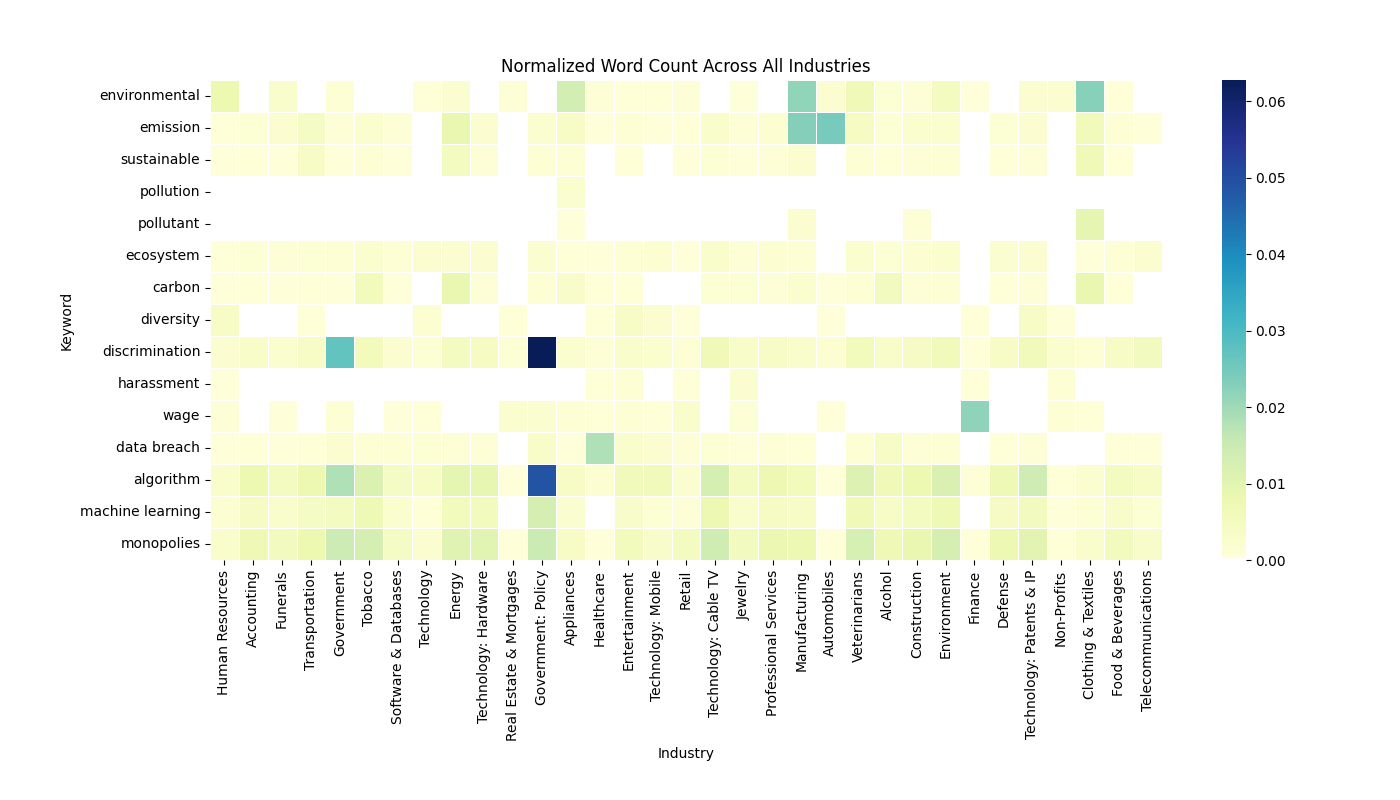 Normalized Word Count Across All Industries
Keyword
environmental
emission
sustainable
pollution
pollutant
ecosystem
carbon
diversity
discrimination
harassment
wage
data breach
algorithm
machine learning
monopolies
0.06
0.05
0.04
0.03
0.02
0.01
0.00
Human Resources
Accounting
Funerals
Transportation
Government
Tobacco
Software & Databases
Technology
Energy
Technology: Hardware
Real Estate & Mortgages
Government: Policy
Appliances
Healthcare
Entertainment
Technology: Mobile
Retail
Technology: Cable TV
Jewelry
Professional Services
Manufacturing
Automobiles
Veterinarians
Alcohol
Construction
Environment
Finance
Defense
Technology: Patents & IP
Non-Profits
Clothing & Textiles
Food & Beverages
Telecommunications
Industry